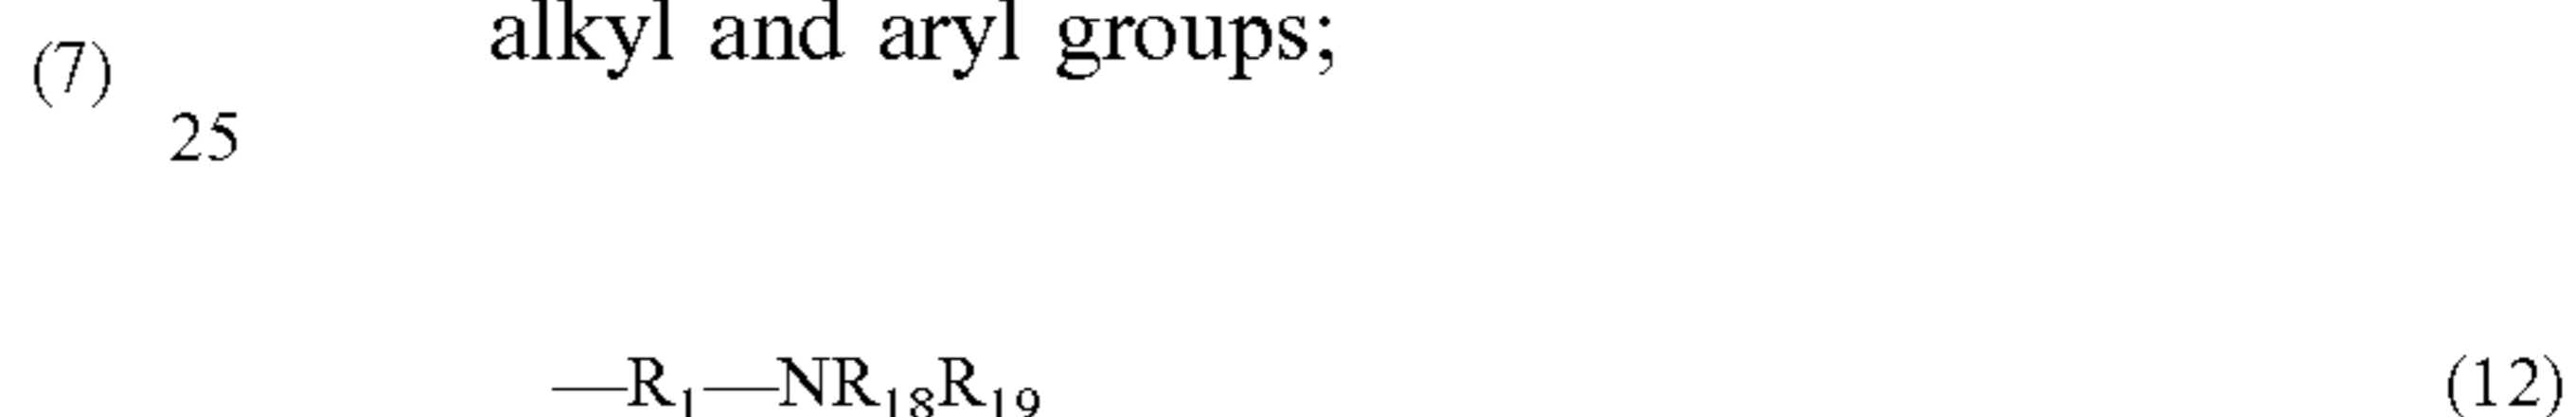 alkyl and aryl groups;
(7)
25
—R₁—NR₁₈R₁₉ (12)